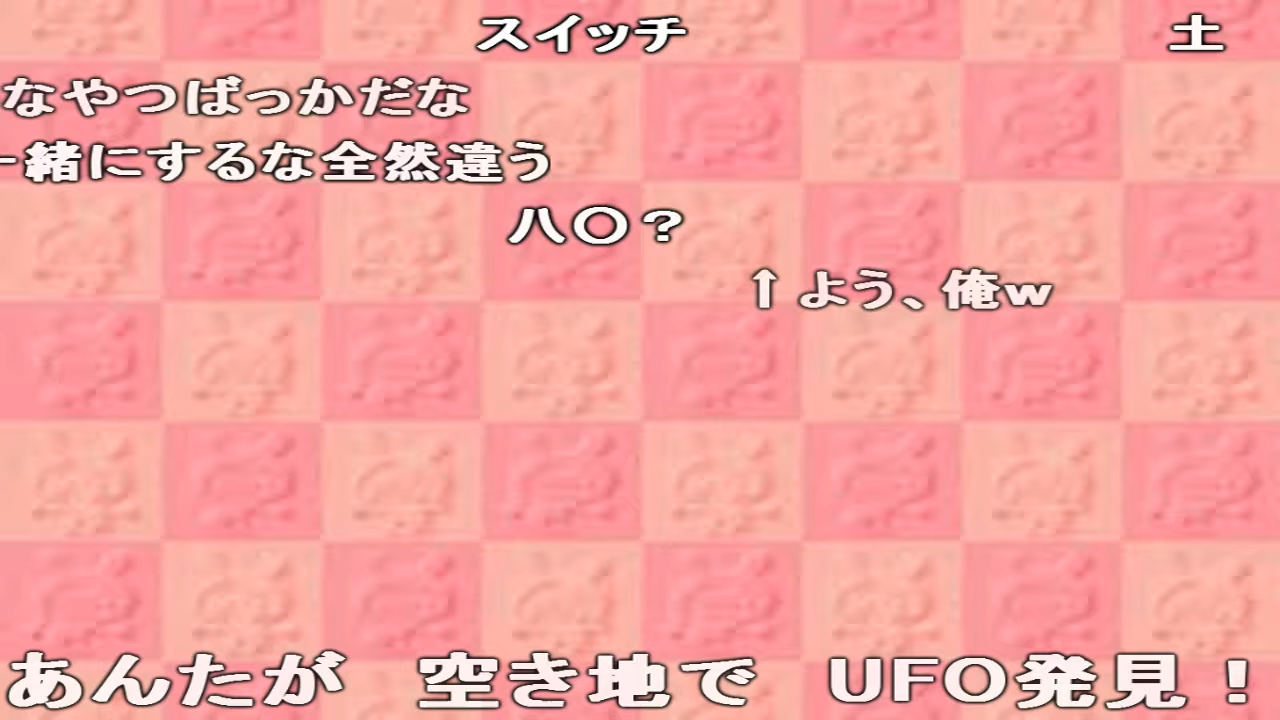 スイッチ 土
なやつばっかだな
一緒にするな全然違う
八〇？
↑よう、俺w
あんたが 空き地で UFO発見！